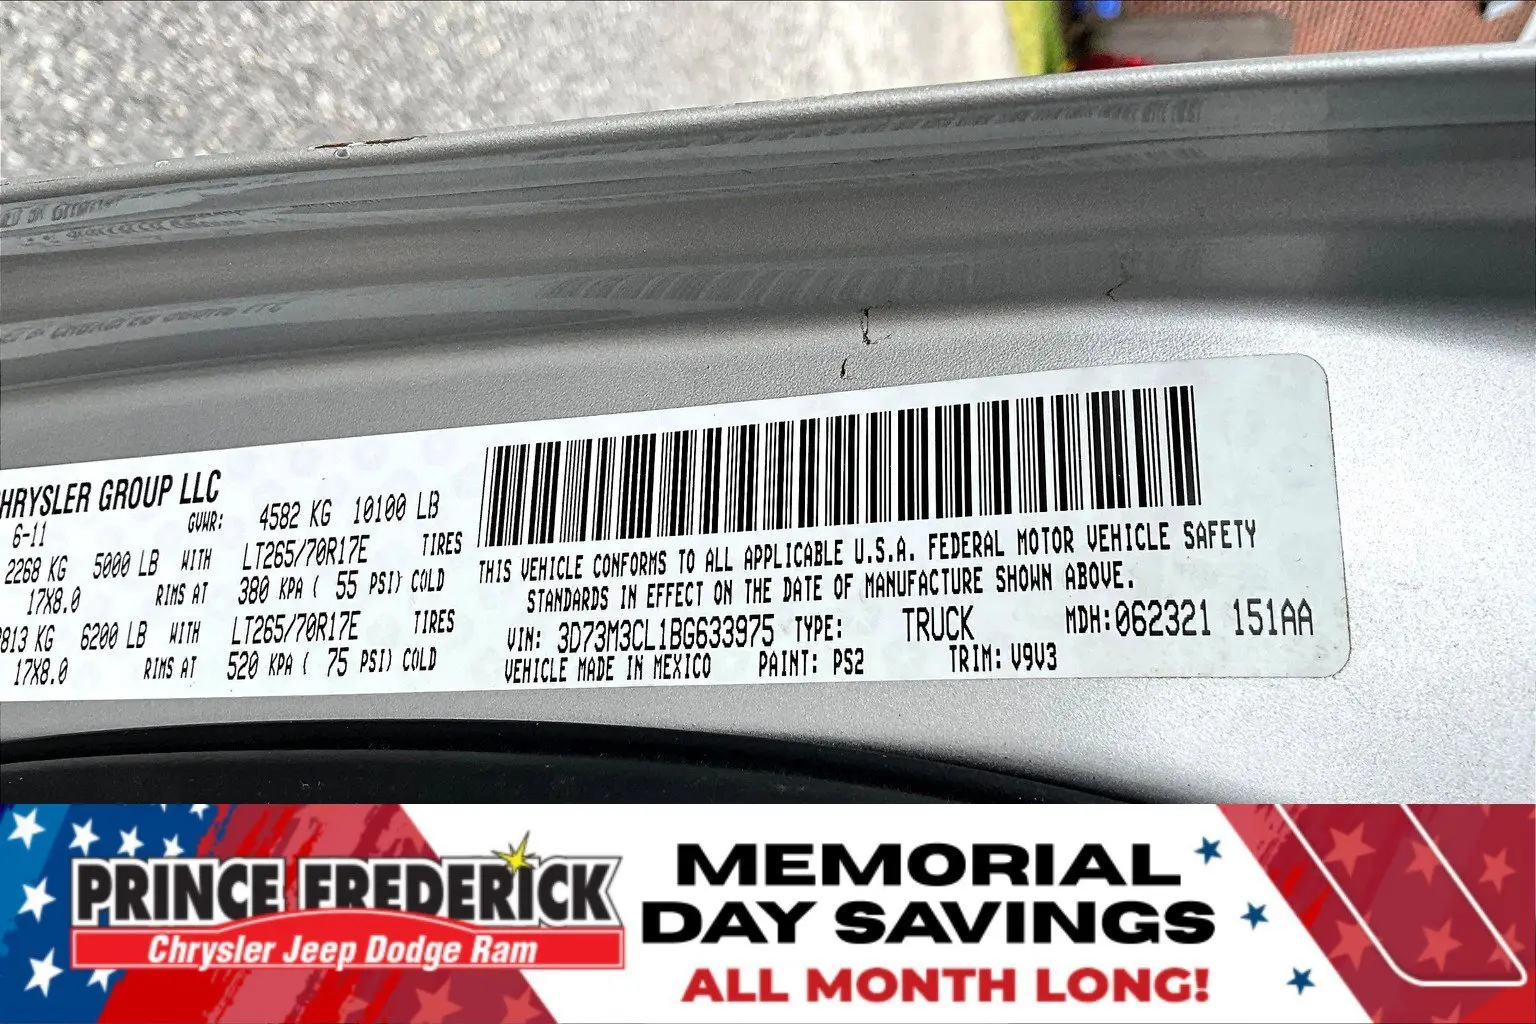 CHRYSLER GROUP LLC
6-11 GVWR: 4582 KG 10100 LB
2268 KG 5000 LB WITH LT265/70R17E TIRES
17X8.0 RIMS AT 380 KPA ( 55 PSI) COLD
2813 KG 6200 LB WITH LT265/70R17E TIRES
17X8.0 RIMS AT 520 KPA ( 75 PSI) COLD
THIS VEHICLE CONFORMS TO ALL APPLICABLE U.S.A. FEDERAL MOTOR VEHICLE SAFETY
STANDARDS IN EFFECT ON THE DATE OF MANUFACTURE SHOWN ABOVE.
VIN: 3D73M3CL1BG633975 TYPE: TRUCK MDH:062321 151AA
VEHICLE MADE IN MEXICO PAINT: PS2 TRIM: V9V3
PRINCE FREDERICK
Chrysler Jeep Dodge Ram
MEMORIAL
DAY SAVINGS
ALL MONTH LONG!